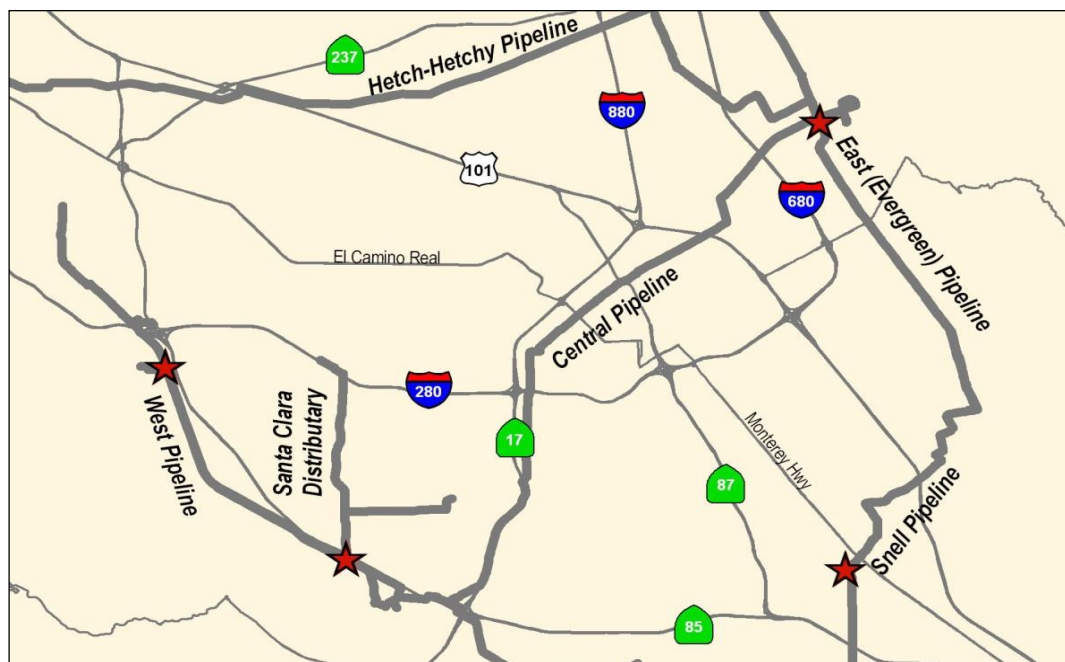 237
Hetch-Hetchy Pipeline
880
101
680
East (Evergreen) Pipeline
El Camino Real
Central Pipeline
280
West Pipeline
Santa Clara
Distributary
17
87
Monterey Hwy
Snell Pipeline
85